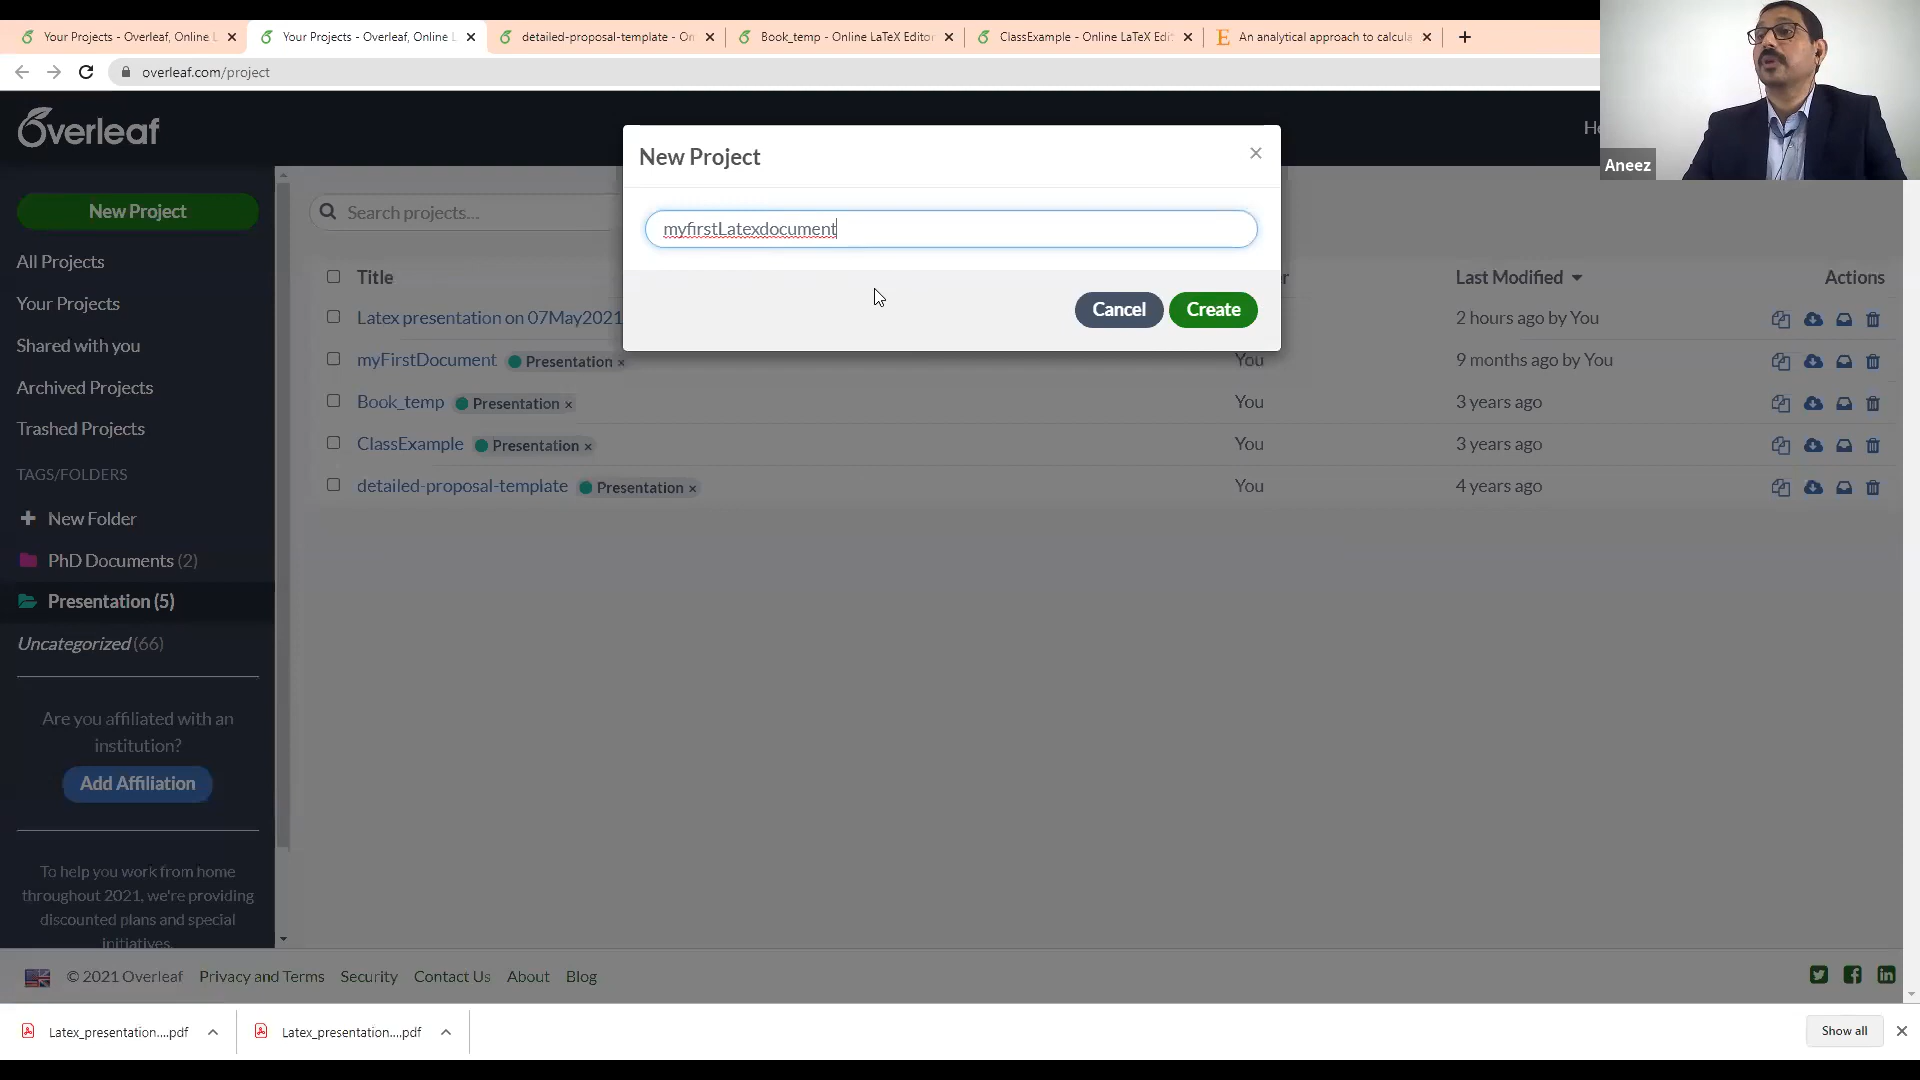 Your Projects - Overleaf, Online L
Your Projects - Overleaf, Online L
detailed-proposal-template - On
Book_temp - Online LaTeX Editor
ClassExample - Online LaTeX Edi
An analytical approach to calcula
overleaf.com/project
Overleaf
He
Aneez
New Project
myfirstLatexdocument
Cancel
Create
New Project
Search projects...
All Projects
Your Projects
Shared with you
Archived Projects
Trashed Projects
TAGS/FOLDERS
New Folder
PhD Documents (2)
Presentation (5)
Uncategorized (66)
Are you affiliated with an
institution?
Add Affiliation
To help you work from home
throughout 2021, we're providing
discounted plans and special
initiatives.
Title
r
Last Modified
Actions
Latex presentation on 07May2021
2 hours ago by You
myFirstDocument Presentation ×
You
9 months ago by You
Book_temp Presentation ×
You
3 years ago
ClassExample Presentation ×
You
3 years ago
detailed-proposal-template Presentation ×
You
4 years ago
© 2021 Overleaf Privacy and Terms Security Contact Us About Blog
Latex_presentation....pdf
Latex_presentation....pdf
Show all